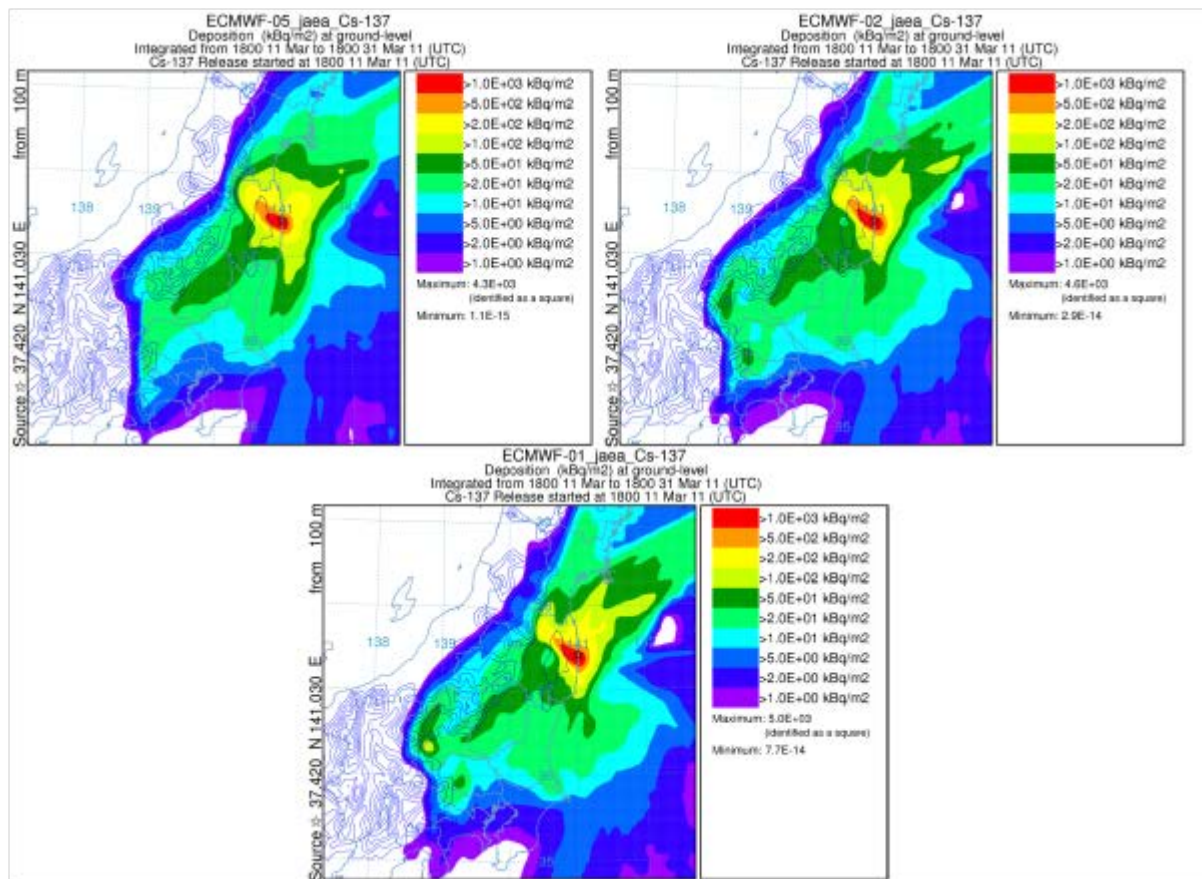 ECMWF-05_jaea_Cs-137
Deposition (kBq/m2) at ground-level
Integrated from 1800 11 Mar to 1800 31 Mar 11 (UTC)
Cs-137 Release started at 1800 11 Mar 11 (UTC)
Source ☆ 37.420 N 141.030 E from 100 m
138 139 141
>1.0E+03 kBq/m2
>5.0E+02 kBq/m2
>2.0E+02 kBq/m2
>1.0E+02 kBq/m2
>5.0E+01 kBq/m2
>2.0E+01 kBq/m2
>1.0E+01 kBq/m2
>5.0E+00 kBq/m2
>2.0E+00 kBq/m2
>1.0E+00 kBq/m2
Maximum: 4.3E+03
(identified as a square)
Minimum: 1.1E-15
ECMWF-02_jaea_Cs-137
Deposition (kBq/m2) at ground-level
Integrated from 1800 11 Mar to 1800 31 Mar 11 (UTC)
Cs-137 Release started at 1800 11 Mar 11 (UTC)
Source ☆ 37.420 N 141.030 E from 100 m
138 139 141
35
>1.0E+03 kBq/m2
>5.0E+02 kBq/m2
>2.0E+02 kBq/m2
>1.0E+02 kBq/m2
>5.0E+01 kBq/m2
>2.0E+01 kBq/m2
>1.0E+01 kBq/m2
>5.0E+00 kBq/m2
>2.0E+00 kBq/m2
>1.0E+00 kBq/m2
Maximum: 4.6E+03
(identified as a square)
Minimum: 2.9E-14
ECMWF-01_jaea_Cs-137
Deposition (kBq/m2) at ground-level
Integrated from 1800 11 Mar to 1800 31 Mar 11 (UTC)
Cs-137 Release started at 1800 11 Mar 11 (UTC)
Source ☆ 37.420 N 141.030 E from 100 m
138 139 141
35
>1.0E+03 kBq/m2
>5.0E+02 kBq/m2
>2.0E+02 kBq/m2
>1.0E+02 kBq/m2
>5.0E+01 kBq/m2
>2.0E+01 kBq/m2
>1.0E+01 kBq/m2
>5.0E+00 kBq/m2
>2.0E+00 kBq/m2
>1.0E+00 kBq/m2
Maximum: 5.0E+03
(identified as a square)
Minimum: 7.7E-14